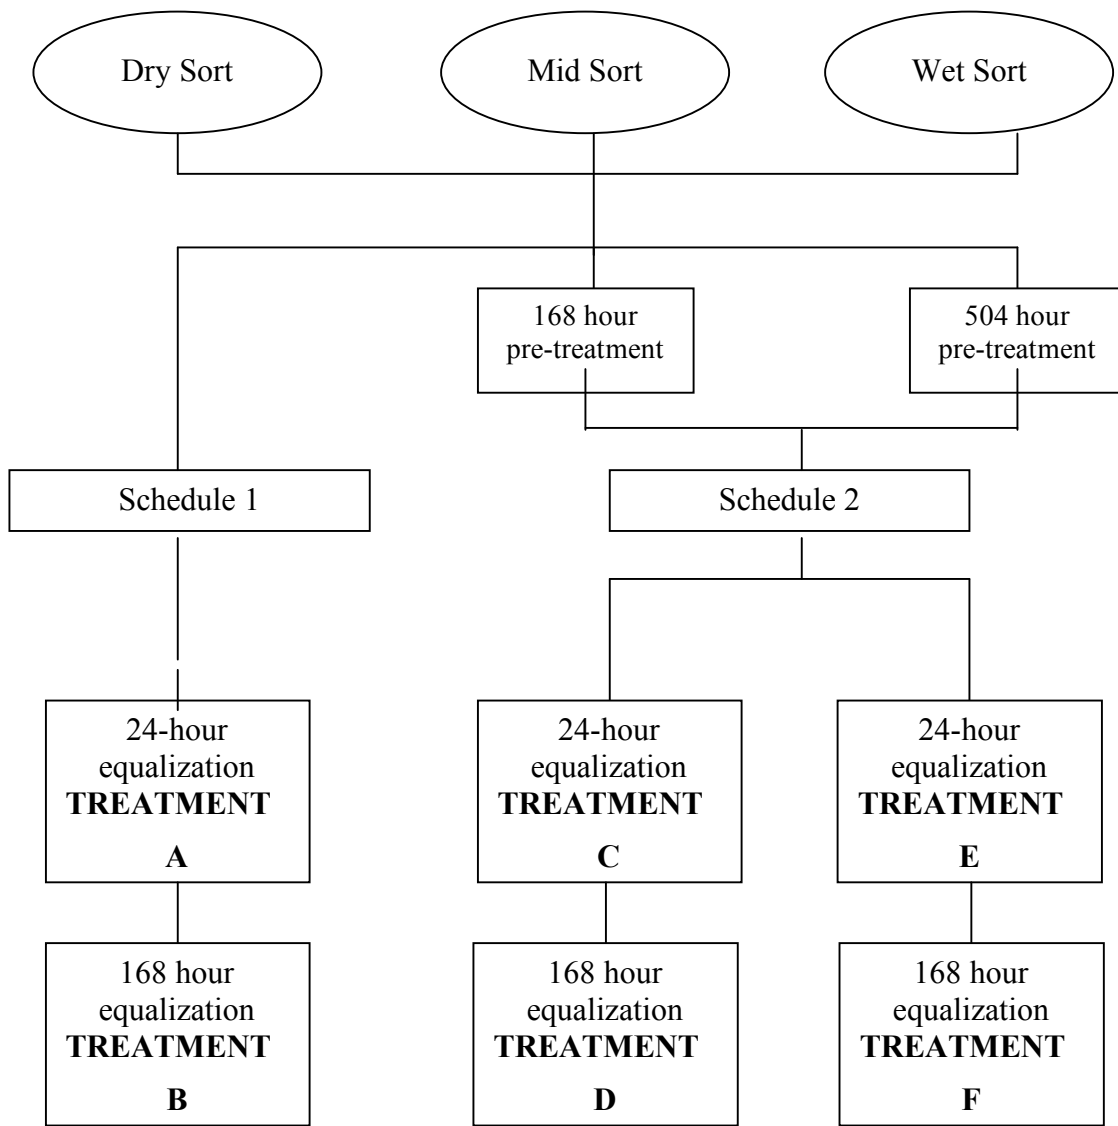 Dry Sort
Mid Sort
Wet Sort
168 hour
pre-treatment
504 hour
pre-treatment
Schedule 1
Schedule 2
24-hour
equalization
TREATMENT
A
24-hour
equalization
TREATMENT
C
24-hour
equalization
TREATMENT
E
168 hour
equalization
TREATMENT
B
168 hour
equalization
TREATMENT
D
168 hour
equalization
TREATMENT
F